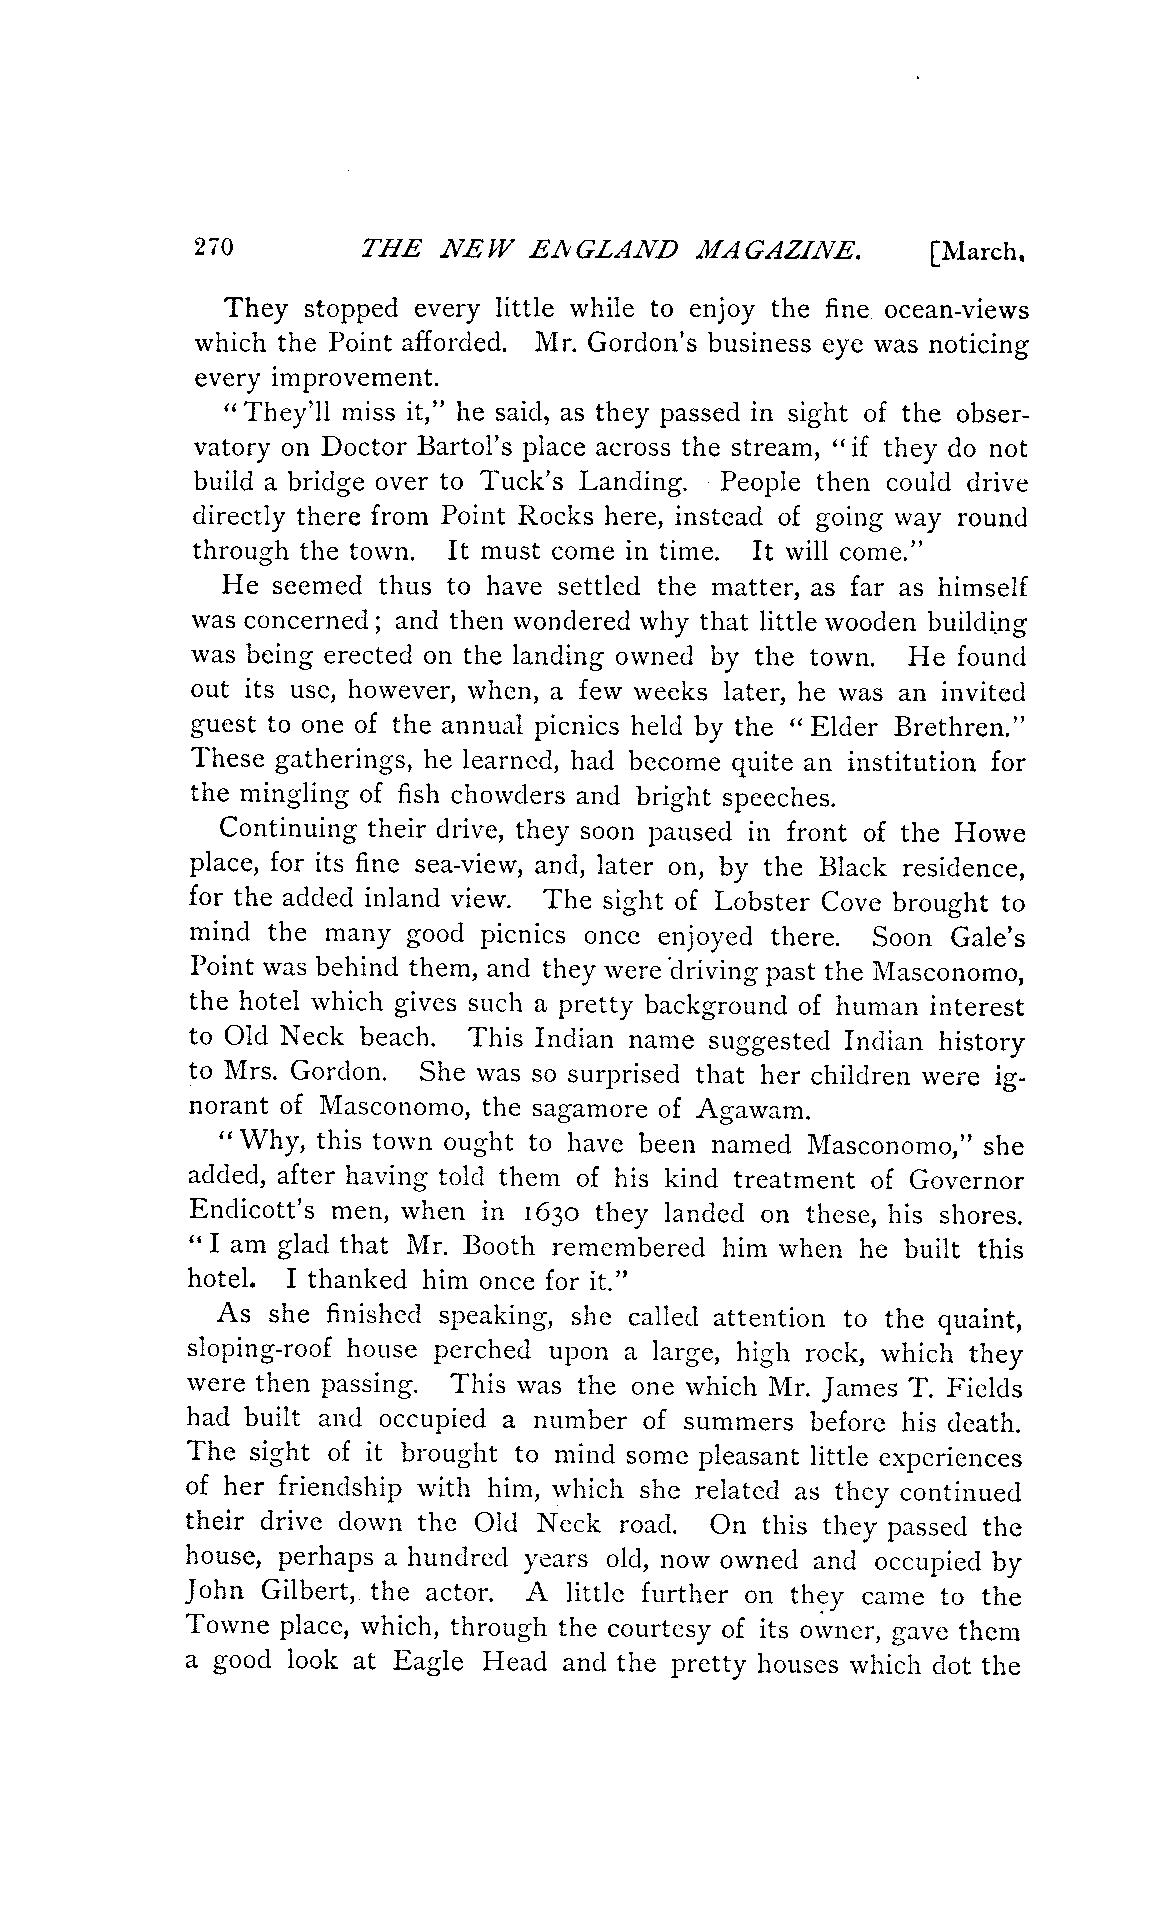 270 THE NEW ENGLAND MAGAZINE. [March,
They stopped every little while to enjoy the fine ocean-views
which the Point afforded. Mr. Gordon's business eye was noticing
every improvement.
“They'll miss it,” he said, as they passed in sight of the obser-
vatory on Doctor Bartol's place across the stream, “if they do not
build a bridge over to Tuck's Landing. People then could drive
directly there from Point Rocks here, instead of going way round
through the town. It must come in time. It will come.”
He seemed thus to have settled the matter, as far as himself
was concerned; and then wondered why that little wooden building
was being erected on the landing owned by the town. He found
out its use, however, when, a few weeks later, he was an invited
guest to one of the annual picnics held by the “Elder Brethren.”
These gatherings, he learned, had become quite an institution for
the mingling of fish chowders and bright speeches.
Continuing their drive, they soon paused in front of the Howe
place, for its fine sea-view, and, later on, by the Black residence,
for the added inland view. The sight of Lobster Cove brought to
mind the many good picnics once enjoyed there. Soon Gale's
Point was behind them, and they were driving past the Masconomo,
the hotel which gives such a pretty background of human interest
to Old Neck beach. This Indian name suggested Indian history
to Mrs. Gordon. She was so surprised that her children were ig-
norant of Masconomo, the sagamore of Agawam.
“Why, this town ought to have been named Masconomo,” she
added, after having told them of his kind treatment of Governor
Endicott's men, when in 1630 they landed on these, his shores.
“I am glad that Mr. Booth remembered him when he built this
hotel. I thanked him once for it.”
As she finished speaking, she called attention to the quaint,
sloping-roof house perched upon a large, high rock, which they
were then passing. This was the one which Mr. James T. Fields
had built and occupied a number of summers before his death.
The sight of it brought to mind some pleasant little experiences
of her friendship with him, which she related as they continued
their drive down the Old Neck road. On this they passed the
house, perhaps a hundred years old, now owned and occupied by
John Gilbert, the actor. A little further on they came to the
Towne place, which, through the courtesy of its owner, gave them
a good look at Eagle Head and the pretty houses which dot the